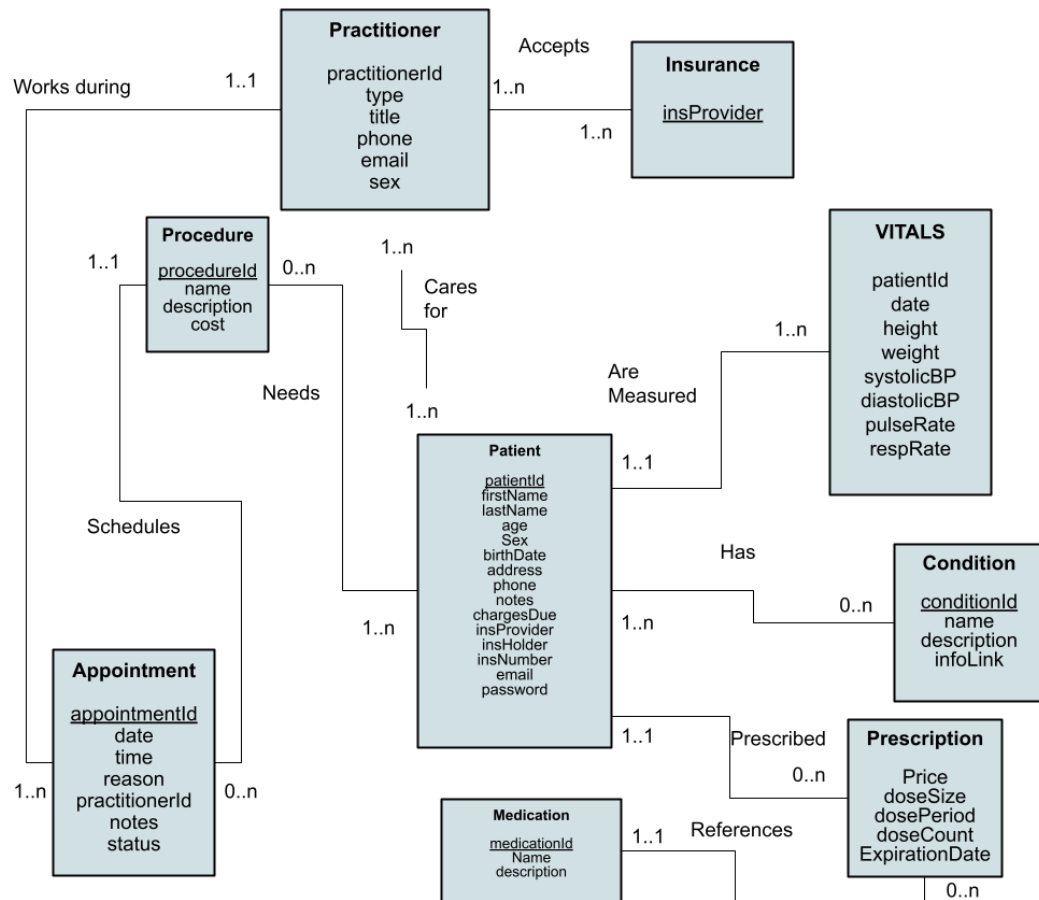 Practitioner
practitionerId
type
title
phone
email
sex
Accepts
1..n
1..n
Insurance
insProvider
Works during
1..1
Procedure
procedureId
name
description
cost
1..1
0..n
1..n
Cares
for
1..n
VITALS
patientId
date
height
weight
systolicBP
diastolicBP
pulseRate
respRate
1..n
Are
Measured
1..1
Needs
Patient
patientId
firstName
lastName
age
Sex
birthDate
address
phone
notes
chargesDue
insProvider
insHolder
insNumber
email
password
1..n
Schedules
Has
0..n
1..n
Condition
conditionId
name
description
infoLink
Appointment
appointmentId
date
time
reason
practitionerId
notes
status
1..n
0..n
1..1
Prescribed
0..n
Prescription
Price
doseSize
dosePeriod
doseCount
ExpirationDate
0..n
Medication
medicationId
Name
description
1..1
References